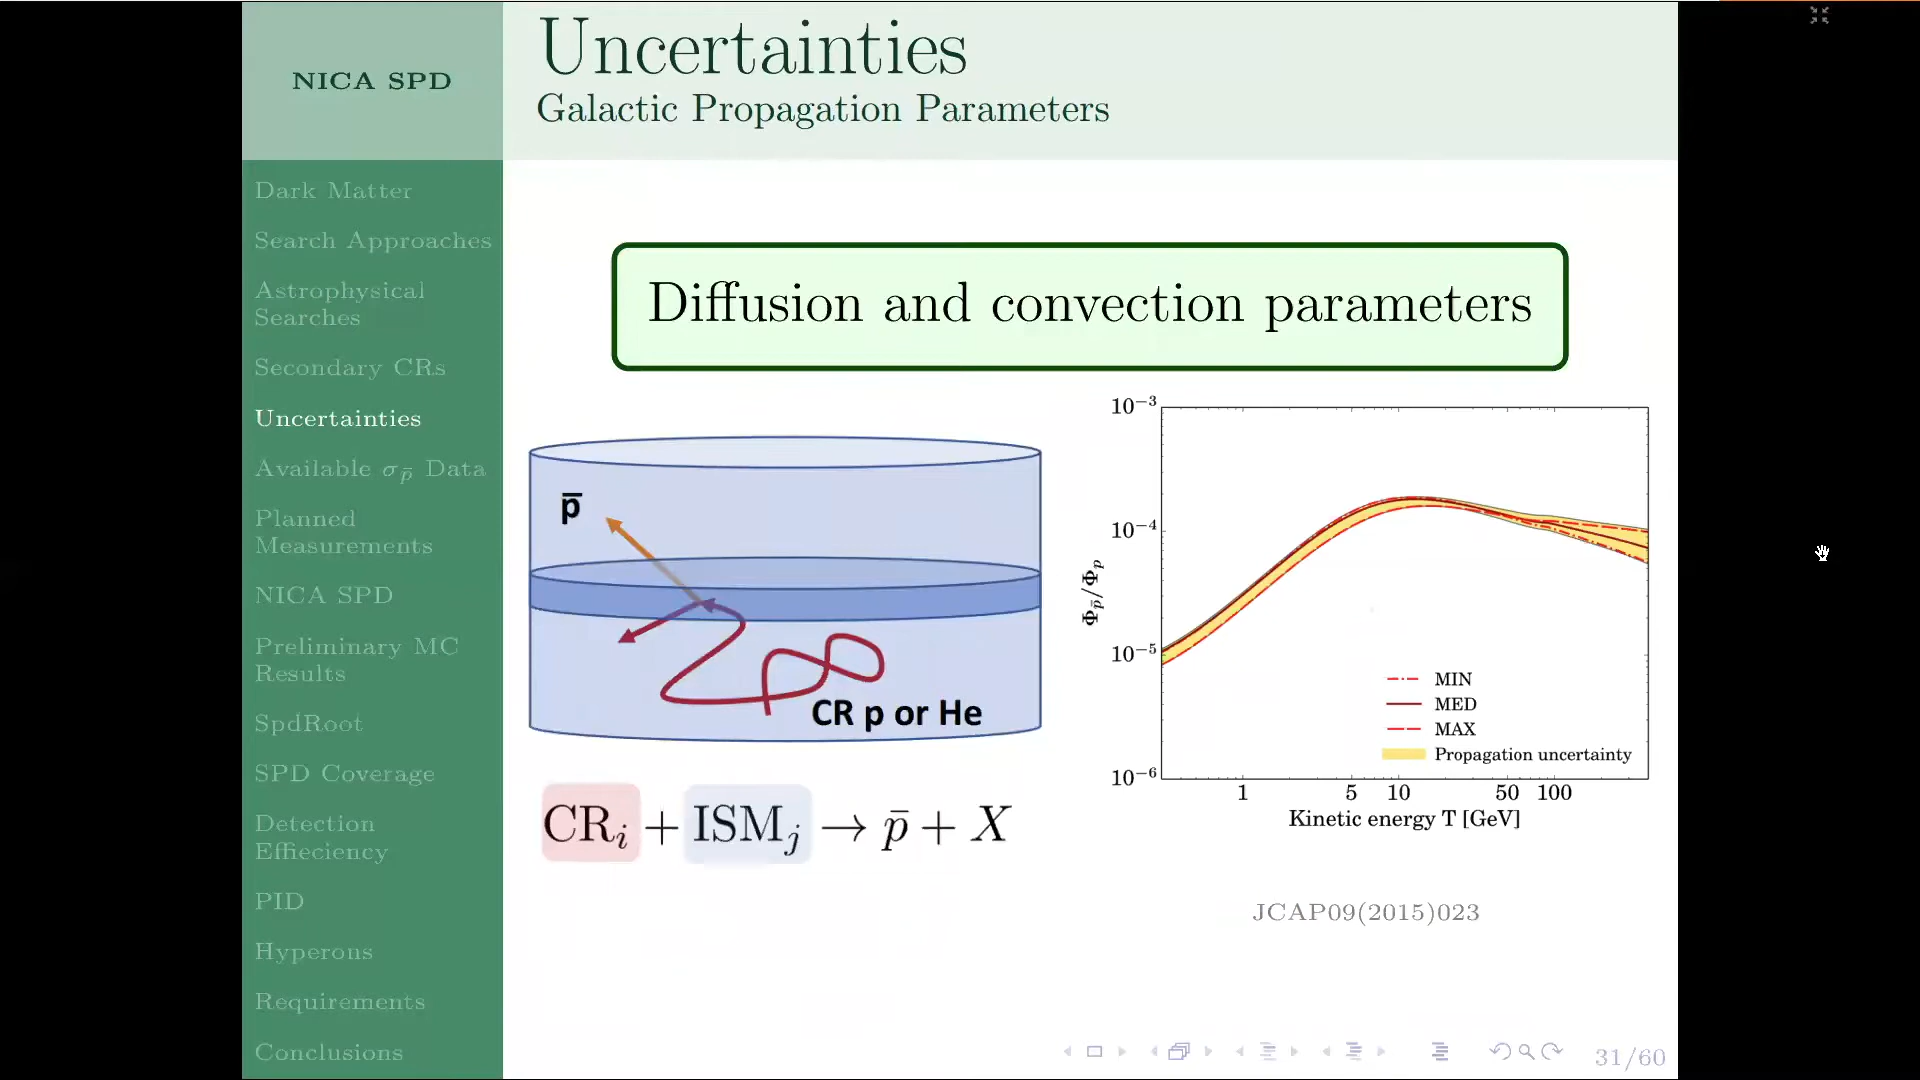 NICA SPD
Uncertainties
Galactic Propagation Parameters
Dark Matter
Search Approaches
Astrophysical
Searches
Secondary CRs
Uncertainties
Available σp̄ Data
Planned
Measurements
NICA SPD
Preliminary MC
Results
SpdRoot
SPD Coverage
Detection
Effieciency
PID
Hyperons
Requirements
Conclusions
Diffusion and convection parameters
p̄
CR p or He
CRi + ISMj → p̄ + X
10−3
10−4
10−5
10−6
Φp̄/Φp
MIN
MED
MAX
Propagation uncertainty
1 5 10 50 100
Kinetic energy T [GeV]
JCAP09(2015)023
31/60